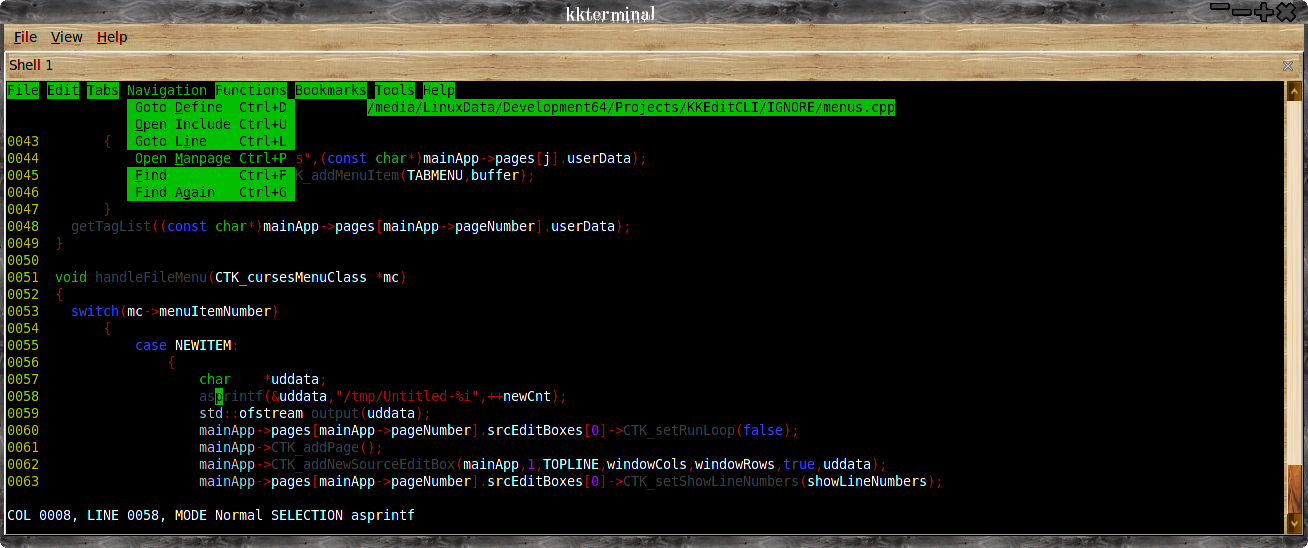 kkterminal
File View Help
Shell 1
File Edit Tabs Navigation Functions Bookmarks Tools Help
Goto Define Ctrl+D /media/LinuxData/Development64/Projects/KKEditCLI/IGNORE/menus.cpp
Open Include Ctrl+U
0043 { Goto Line Ctrl+L
0044 Open Manpage Ctrl+P s",(const char*)mainApp->pages[j].userData);
0045 Find Ctrl+F K_addMenuItem(TABMENU,buffer);
0046 Find Again Ctrl+G
0047 }
0048 getTagList((const char*)mainApp->pages[mainApp->pageNumber].userData);
0049 }
0050
0051 void handleFileMenu(CTK_cursesMenuClass *mc)
0052 {
0053 switch(mc->menuItemNumber)
0054 {
0055 case NEWITEM:
0056 {
0057 char *uddata;
0058 asprintf(&uddata,"/tmp/Untitled-%i",++newCnt);
0059 std::ofstream output(uddata);
0060 mainApp->pages[mainApp->pageNumber].srcEditBoxes[0]->CTK_setRunLoop(false);
0061 mainApp->CTK_addPage();
0062 mainApp->CTK_addNewSourceEditBox(mainApp,1,TOPLINE,windowCols,windowRows,true,uddata);
0063 mainApp->pages[mainApp->pageNumber].srcEditBoxes[0]->CTK_setShowLineNumbers(showLineNumbers);
COL 0008, LINE 0058, MODE Normal SELECTION asprintf